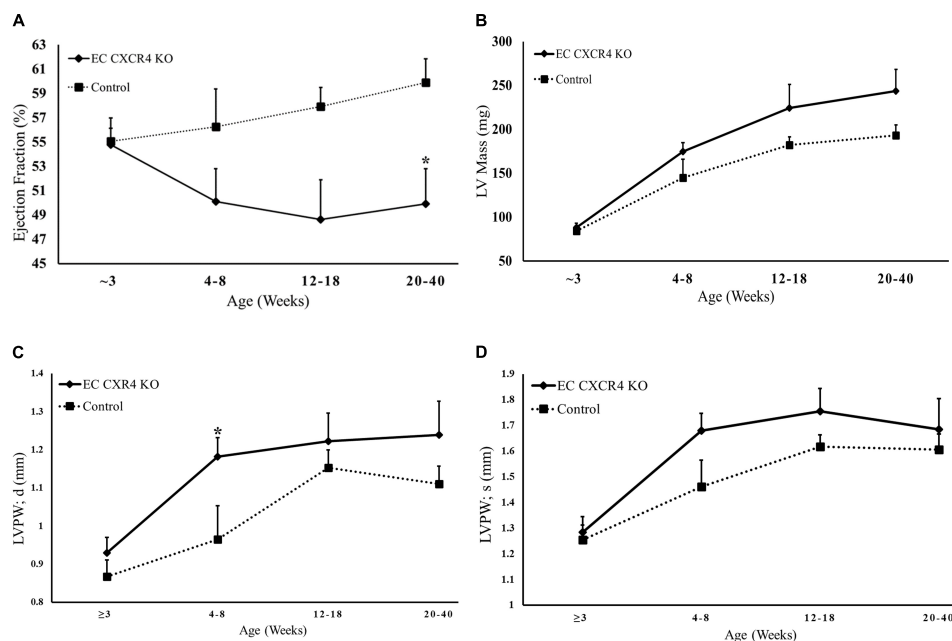 A
63
61
59
57
55
53
51
49
47
45
Ejection Fraction (%)
EC CXCR4 KO
Control
*
~3 4-8 12-18 20-40
Age (Weeks)
B
300
250
200
150
100
50
LV Mass (mg)
EC CXCR4 KO
Control
~3 4-8 12-18 20-40
Age (Weeks)
C
1.4
1.3
1.2
1.1
1
0.9
0.8
LVPW; d (mm)
EC CXR4 KO
Control
*
≥3 4-8 12-18 20-40
Age (Weeks)
D
1.9
1.8
1.7
1.6
1.5
1.4
1.3
1.2
1.1
1
LVPW; s (mm)
EC CXCR4 KO
Control
≥3 4-8 12-18 20-40
Age (Weeks)